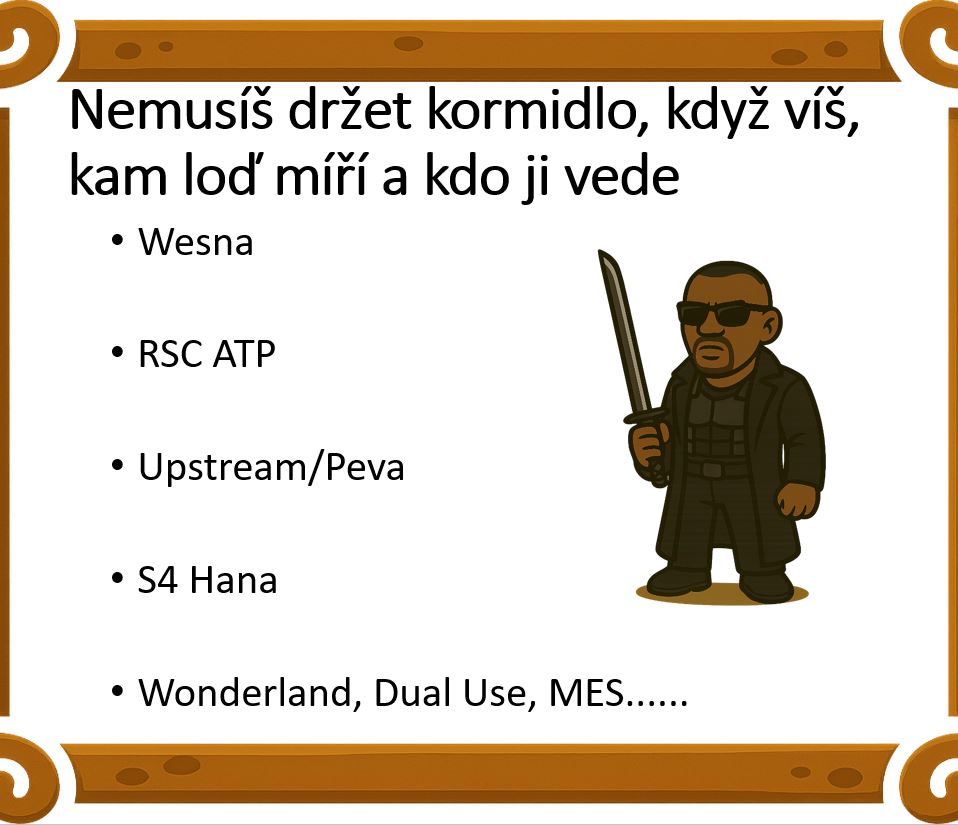 Nemusíš držet kormidlo, když víš,
kam loď míří a kdo ji vede
• Wesna
• RSC ATP
• Upstream/Peva
• S4 Hana
• Wonderland, Dual Use, MES......